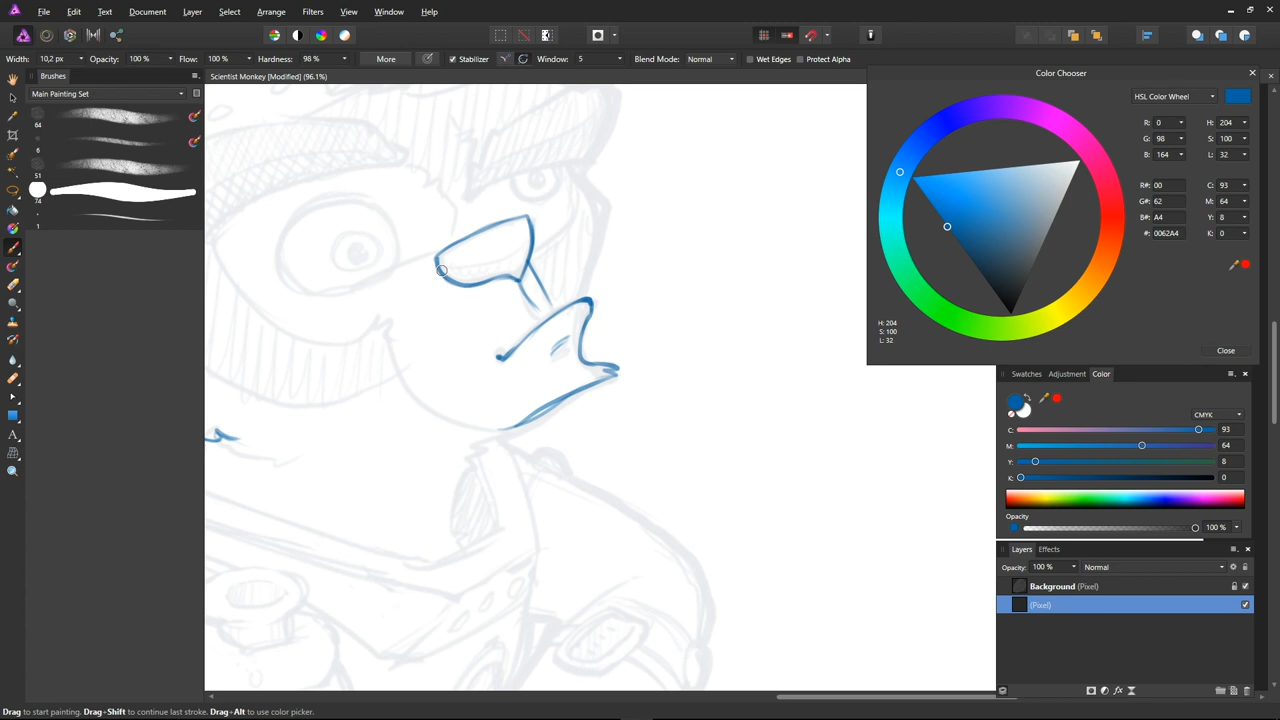 File Edit Text Document Layer Select Arrange Filters View Window Help
Width: 10,2 px Opacity: 100 % Flow: 100 % Hardness: 98 % More Stabilizer Window: 5 Blend Mode: Normal Wet Edges Protect Alpha
Brushes
Scientist Monkey [Modified] (96.1%)
Color Chooser
Main Painting Set
HSL Color Wheel
64
6
51
74
1
R: 0 H: 204
G: 98 S: 100
B: 164 L: 32
R#: 00 C: 93
G#: 62 M: 64
B#: A4 Y: 8
#: 0062A4 K: 0
H: 204
S: 100
L: 32
Close
Swatches Adjustment Color
CMYK
C: 93
M: 64
Y: 8
K: 0
Opacity
100 %
Layers Effects
Opacity: 100 % Normal
Background (Pixel)
(Pixel)
Drag to start painting. Drag+Shift to continue last stroke. Drag+Alt to use color picker.